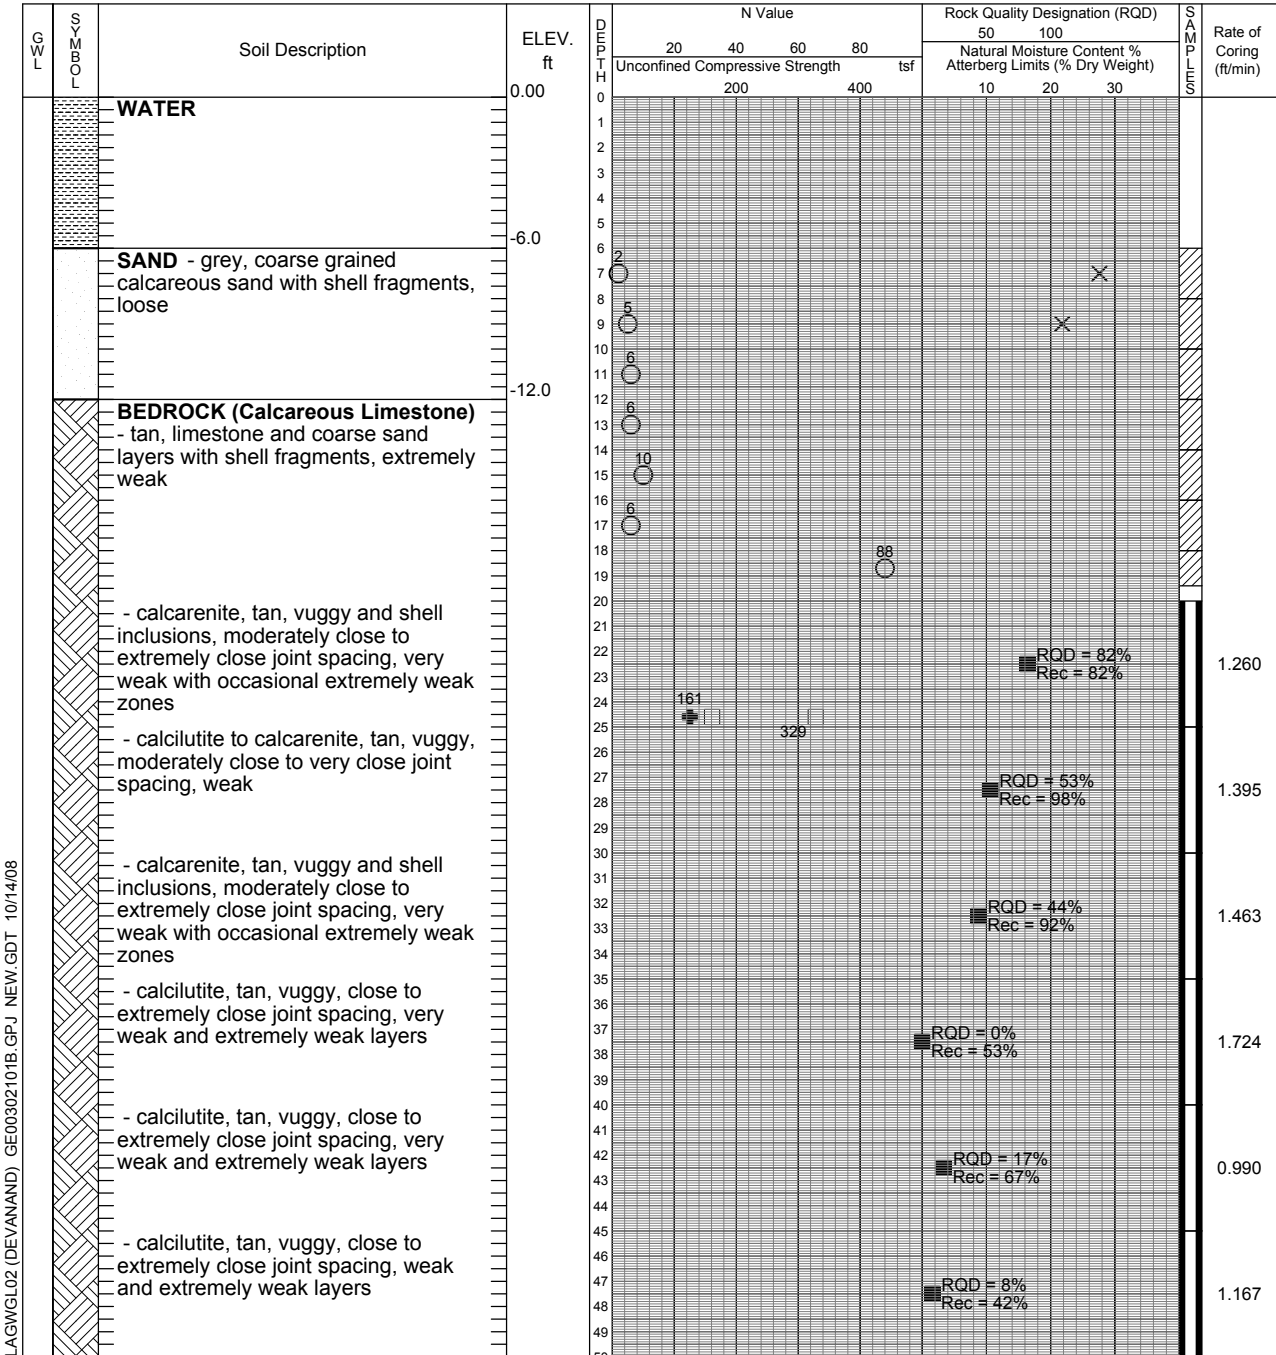 GWL
SYMBOL
Soil Description
ELEV.
ft
DEPTH
N Value
20 40 60 80
Unconfined Compressive Strength tsf
200 400
Rock Quality Designation (RQD)
50 100
Natural Moisture Content %
Atterberg Limits (% Dry Weight)
10 20 30
SAMPLES
Rate of
Coring
(ft/min)
0.00
0
WATER
1
2
3
4
5
-6.0
6
SAND - grey, coarse grained
calcareous sand with shell fragments,
loose
2
7
8
5
9
10
6
11
-12.0
12
BEDROCK (Calcareous Limestone)
- tan, limestone and coarse sand
layers with shell fragments, extremely
weak
6
13
14
10
15
16
6
17
18
88
19
20
- calcarenite, tan, vuggy and shell
inclusions, moderately close to
extremely close joint spacing, very
weak with occasional extremely weak
zones
21
22
RQD = 82%
Rec = 82%
1.260
23
24
161
25
329
- calcilutite to calcarenite, tan, vuggy,
moderately close to very close joint
spacing, weak
26
27
RQD = 53%
Rec = 98%
1.395
28
29
30
- calcarenite, tan, vuggy and shell
inclusions, moderately close to
extremely close joint spacing, very
weak with occasional extremely weak
zones
31
32
RQD = 44%
Rec = 92%
1.463
33
34
35
- calcilutite, tan, vuggy, close to
extremely close joint spacing, very
weak and extremely weak layers
36
37
RQD = 0%
Rec = 53%
1.724
38
39
40
- calcilutite, tan, vuggy, close to
extremely close joint spacing, very
weak and extremely weak layers
41
42
RQD = 17%
Rec = 67%
0.990
43
44
45
- calcilutite, tan, vuggy, close to
extremely close joint spacing, weak
and extremely weak layers
46
47
RQD = 8%
Rec = 42%
1.167
48
49
LAGWGL02 (DEVANAND) GE00302101B.GPJ NEW.GDT 10/14/08